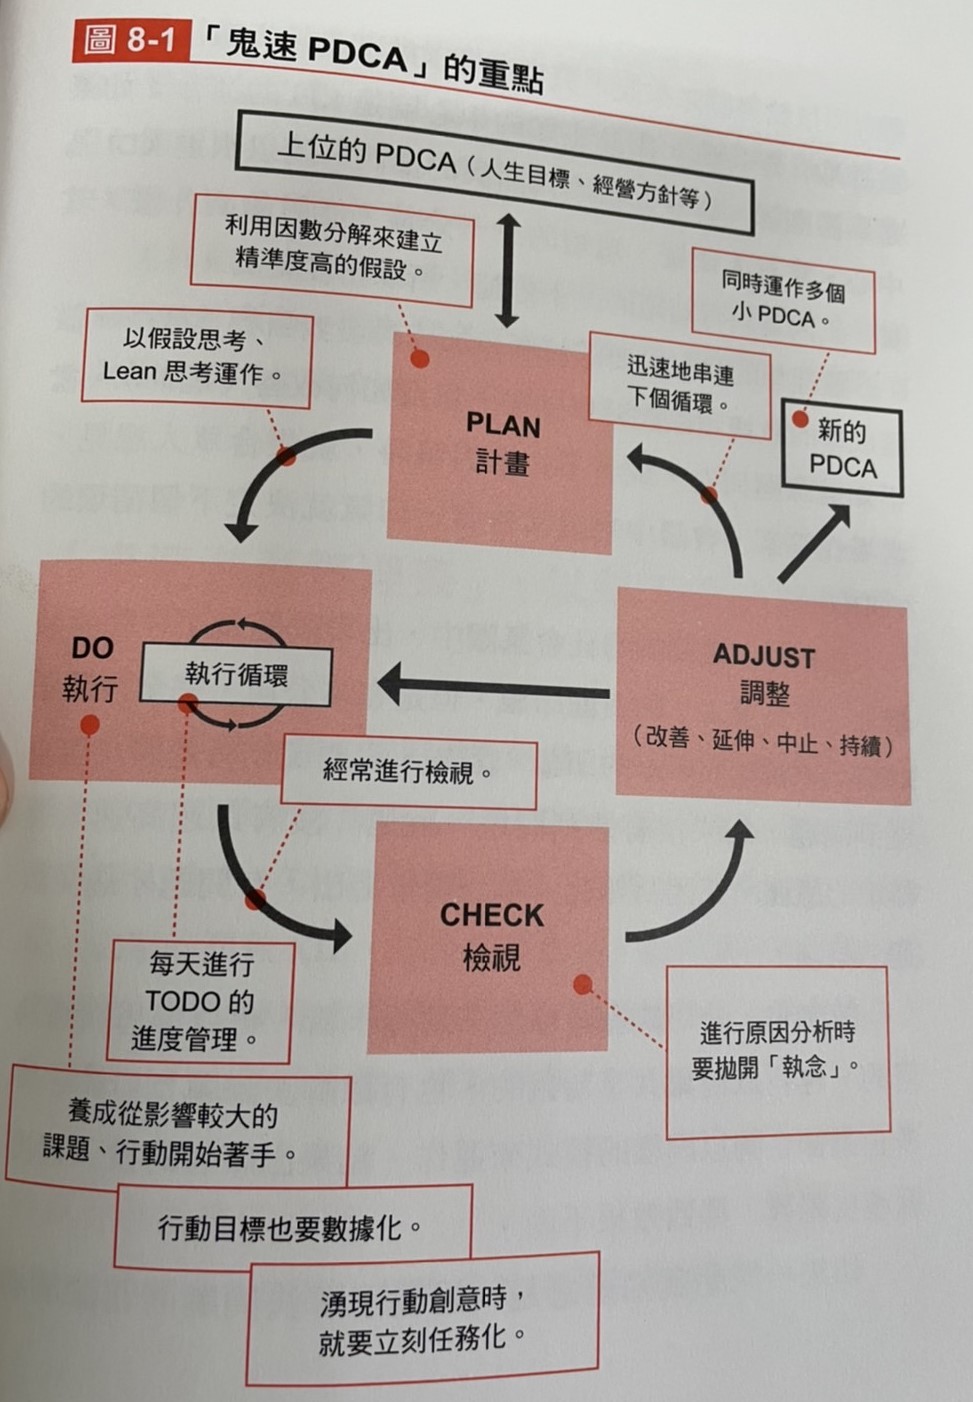 圖 8-1 「鬼速 PDCA」的重點
上位的 PDCA（人生目標、經營方針等）
利用因數分解來建立
精準度高的假設。
同時運作多個
小 PDCA。
以假設思考、
Lean 思考運作。
迅速地串連
下個循環。
PLAN
計畫
新的
PDCA
DO
執行
執行循環
ADJUST
調整
（改善、延伸、中止、持續）
經常進行檢視。
CHECK
檢視
每天進行
TODO 的
進度管理。
進行原因分析時
要拋開「執念」。
養成從影響較大的
課題、行動開始著手。
行動目標也要數據化。
湧現行動創意時，
就要立刻任務化。